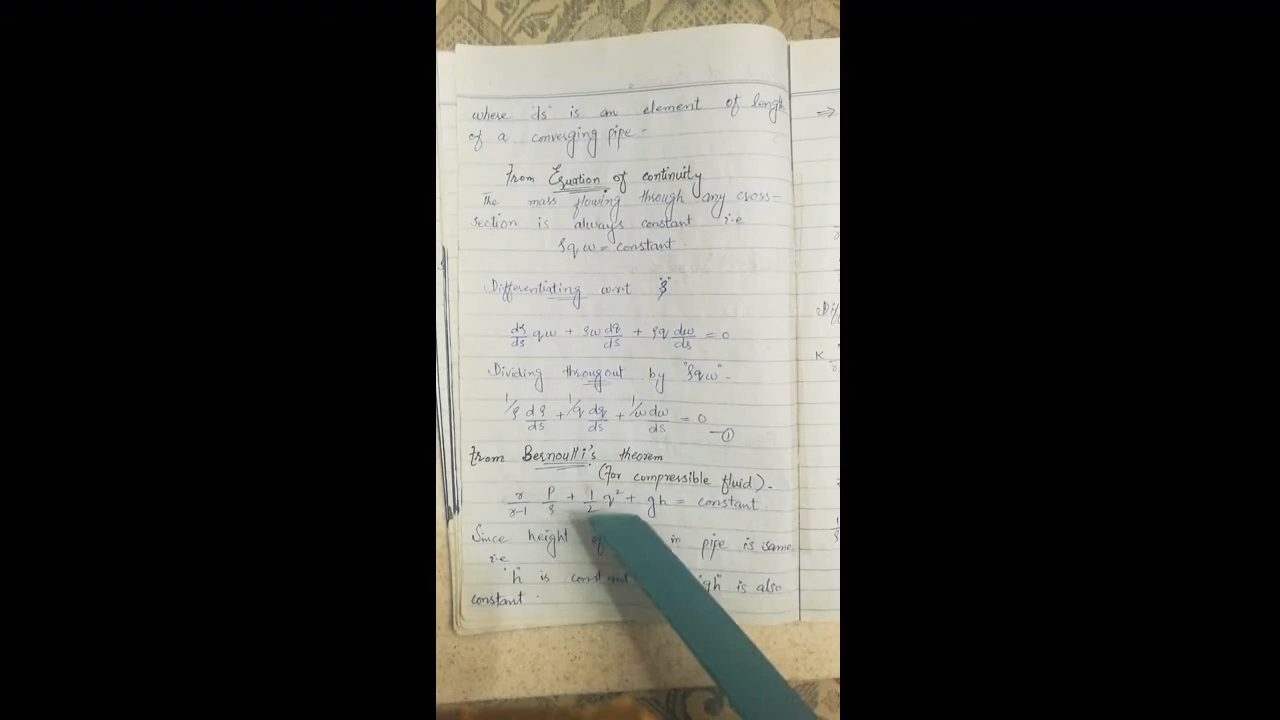 where 'ds' is an element of length
of a converging pipe -
From Equation of continuity
The mass flowing through any cross-
section is always constant i.e
ρqω = constant.
Differentiating w.r.t "s"
dρ/ds qω + ρω dq/ds + ρq dω/ds = 0
Dividing througout by "ρqω" -
1/ρ dρ/ds + 1/q dq/ds + 1/ω dω/ds = 0 —①
From Bernoulli's theorem
(For compressible fluid) -
γ/γ-1 P/ρ + 1/2 q² + gh = constant.
Since height of in pipe is same
i.e
"h" is constant "gh" is also
constant.
⇒
K